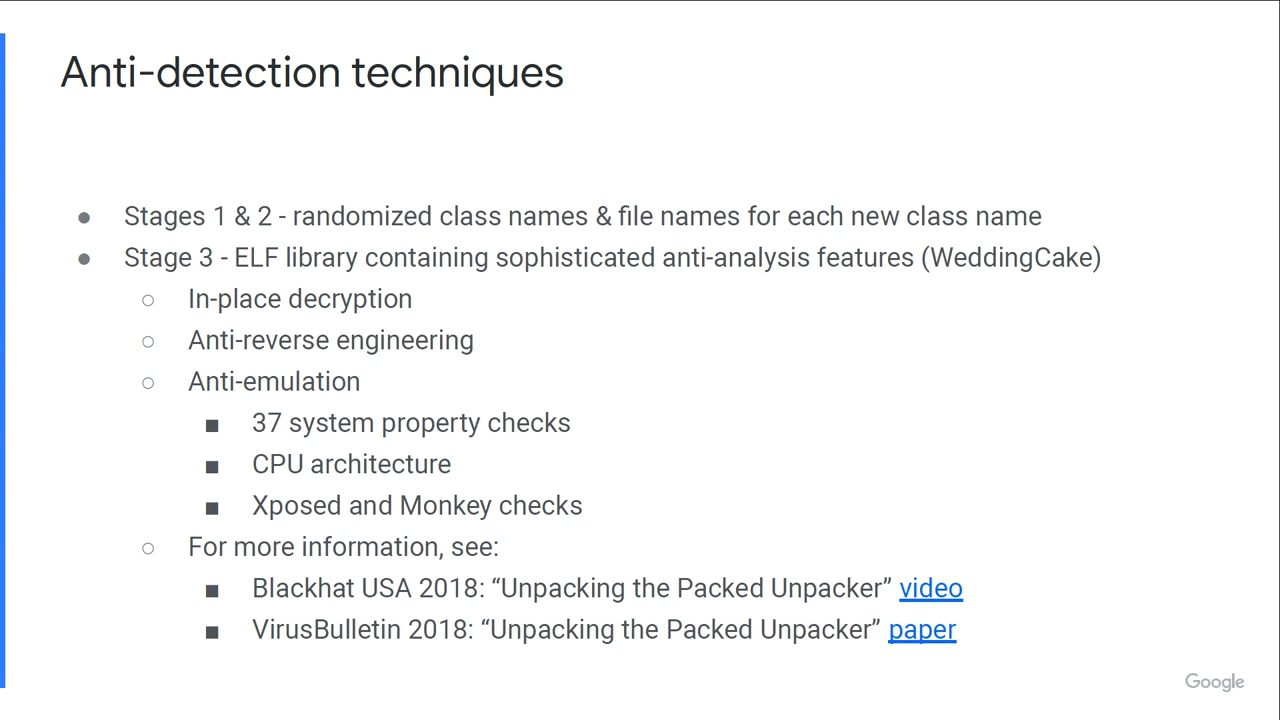 Anti-detection techniques
● Stages 1 & 2 - randomized class names & file names for each new class name
● Stage 3 - ELF library containing sophisticated anti-analysis features (WeddingCake)
○ In-place decryption
○ Anti-reverse engineering
○ Anti-emulation
■ 37 system property checks
■ CPU architecture
■ Xposed and Monkey checks
○ For more information, see:
■ Blackhat USA 2018: “Unpacking the Packed Unpacker” video
■ VirusBulletin 2018: “Unpacking the Packed Unpacker” paper
Google